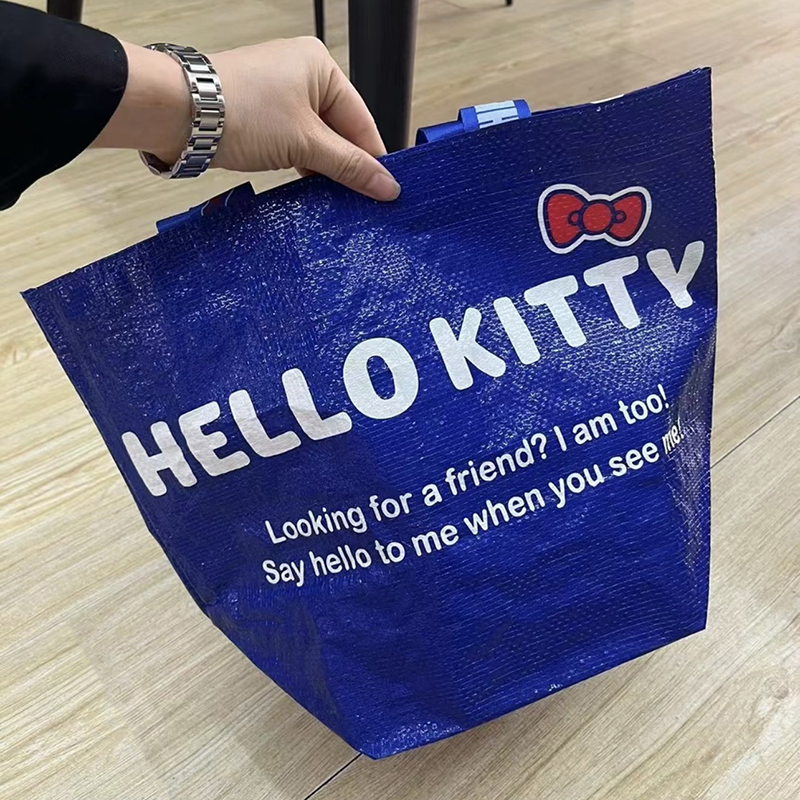 HELLO KITTY
Looking for a friend? I am too!
Say hello to me when you see me!